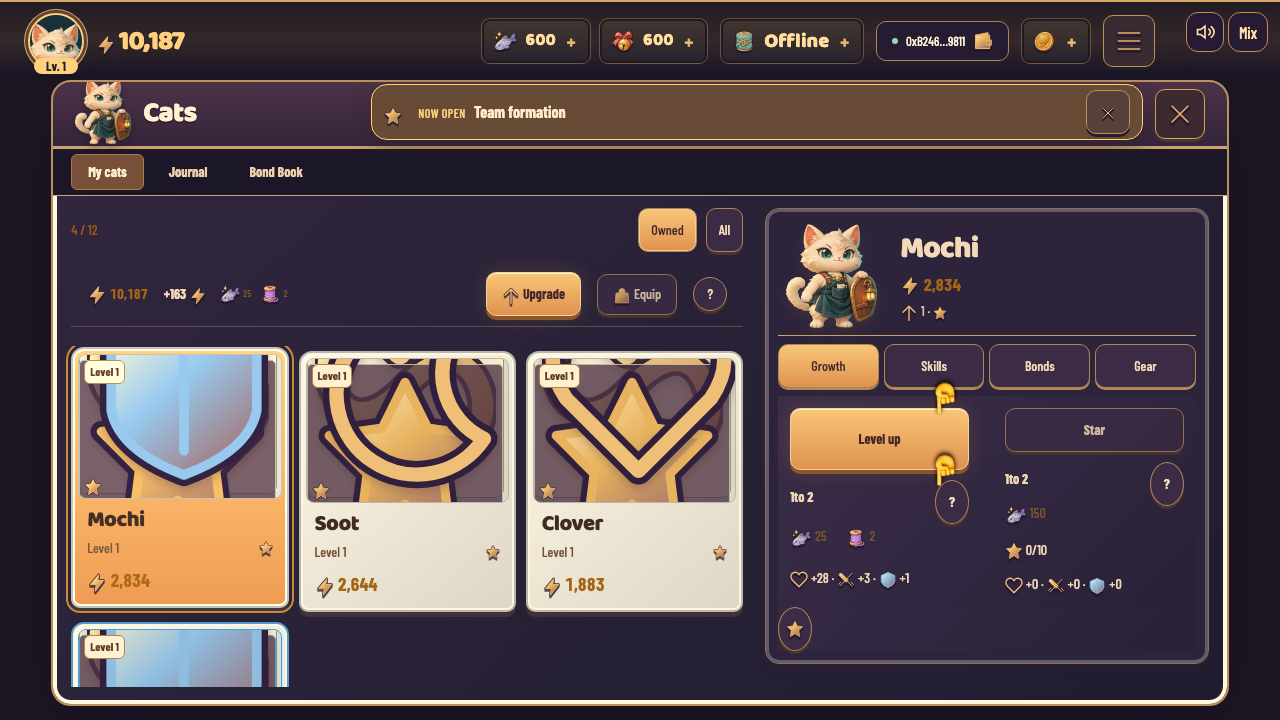 Lv. 1
10,187
600 +
600 +
Offline +
0xB246...9811
+
Mix
Cats
NOW OPEN Team formation
My cats
Journal
Bond Book
4 / 12
Owned
All
10,187
+163
25
2
Upgrade
Equip
?
Level 1
Mochi
Level 1
2,834
Level 1
Soot
Level 1
2,644
Level 1
Clover
Level 1
1,883
Level 1
Mochi
2,834
1 ·
Growth
Skills
Bonds
Gear
Level up
1to 2
?
25
2
+28 · +3 · +1
Star
1to 2
?
150
0/10
+0 · +0 · +0